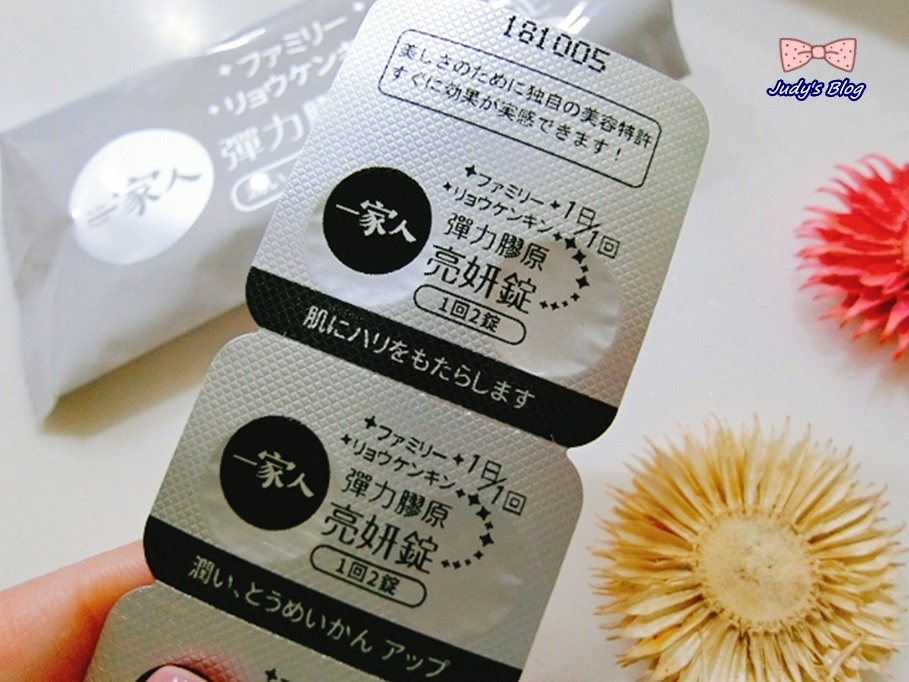 181005
美しさのために独自の美容特許
すぐに効果が実感できます！
一家人
ファミリー
リョウケンキン
1日/1回
彈力膠原
亮妍錠
1回2錠
肌にハリをもたらします
一家人
ファミリー
リョウケンキン
1日/1回
彈力膠原
亮妍錠
1回2錠
潤い、とうめいかん アップ
ファミリー
リョウケンキ
彈力膠
一家人
Judy's Blog